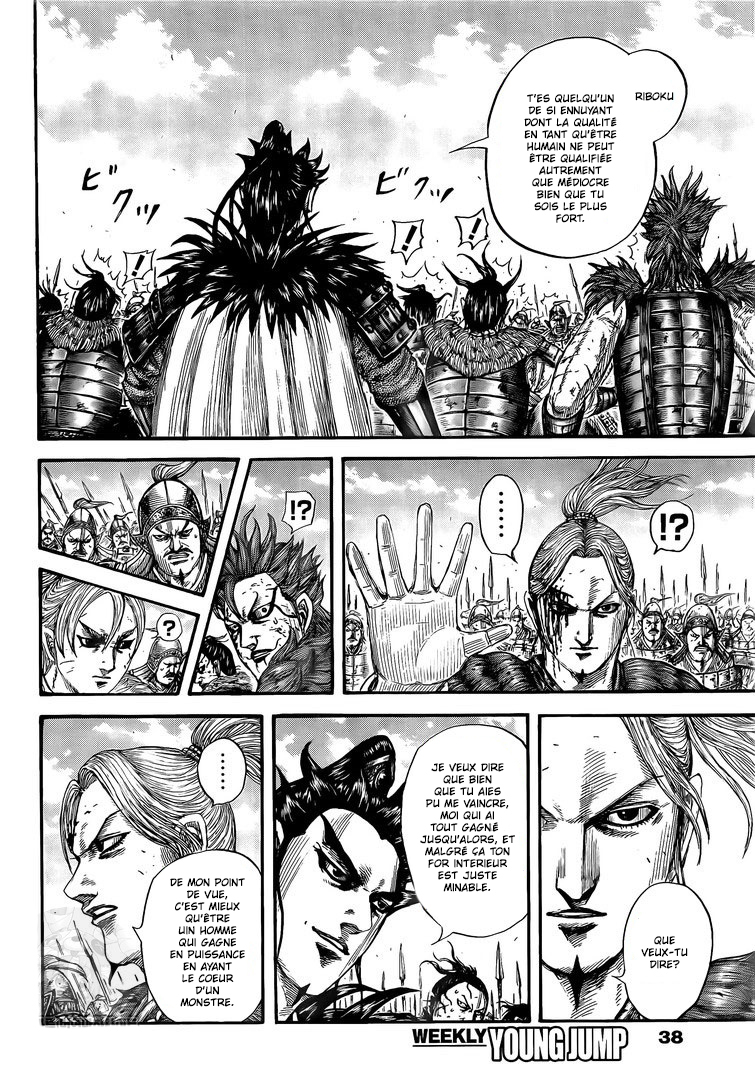 RIBOKU
T'ES QUELQU'UN
DE SI ENNUYANT
DONT LA QUALITÉ
EN TANT QU'ÊTRE
HUMAIN NE PEUT
ÊTRE QUALIFIÉE
AUTREMENT
QUE MÉDIOCRE
BIEN QUE TU
SOIS LE PLUS
FORT.
ビクッ
ビクッ
!
!
!
!?
......
!?
?
QUE
VEUX-TU
DIRE?
JE VEUX DIRE
QUE BIEN
QUE TU AIES
PU ME VAINCRE,
MOI QUI AI
TOUT GAGNÉ
JUSQU'ALORS, ET
MALGRÉ ÇA TON
FOR INTERIEUR
EST JUSTE
MINABLE.
......
DE MON POINT
DE VUE,
C'EST MIEUX
QU'ÊTRE
UN HOMME
QUI GAGNE
EN PUISSANCE
EN AYANT
LE COEUR
D'UN
MONSTRE.
WEEKLY YOUNG JUMP 38